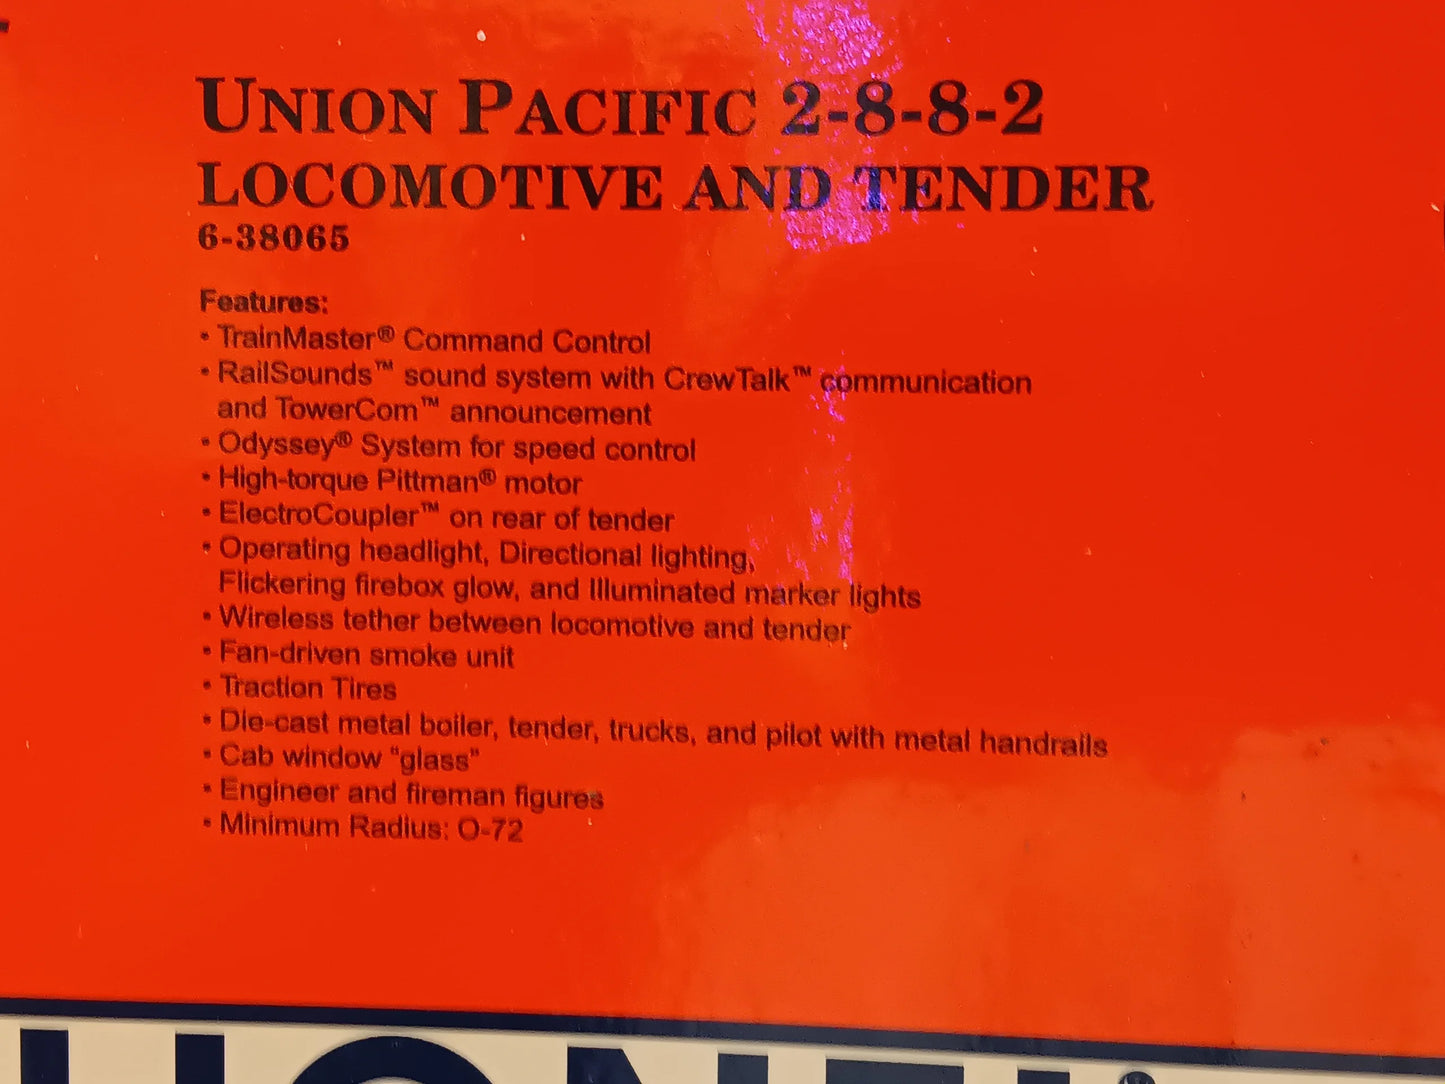 UNION PACIFIC 2-8-8-2
LOCOMOTIVE AND TENDER
6-38065
Features:
• TrainMaster® Command Control
• RailSounds™ sound system with CrewTalk™ communication
and TowerCom™ announcement
• Odyssey® System for speed control
• High-torque Pittman® motor
• ElectroCoupler™ on rear of tender
• Operating headlight, Directional lighting,
Flickering firebox glow, and Illuminated marker lights
• Wireless tether between locomotive and tender
• Fan-driven smoke unit
• Traction Tires
• Die-cast metal boiler, tender, trucks, and pilot with metal handrails
• Cab window "glass"
• Engineer and fireman figures
• Minimum Radius: O-72
LIONEL®